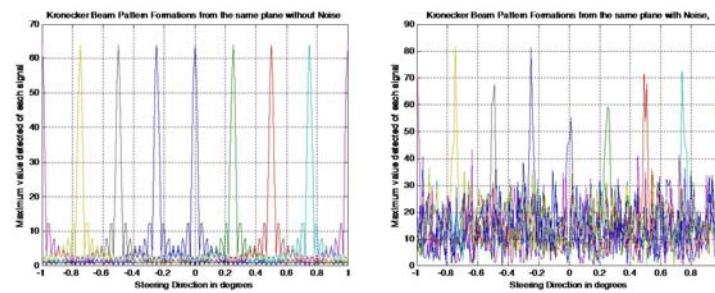 Kronecker Beam Pattern Formations from the same plane without Noise
Maximum value detected of each signal
70
60
50
40
30
20
10
0
-1 -0.8 -0.6 -0.4 -0.2 0 0.2 0.4 0.6 0.8 1
Steering Direction in degrees
Kronecker Beam Pattern Formations from the same plane with Noise,
Maximum value detected of each signal
90
80
70
60
50
40
30
20
10
0
-1 -0.8 -0.6 -0.4 -0.2 0 0.2 0.4 0.6 0.8
Steering Direction in degrees